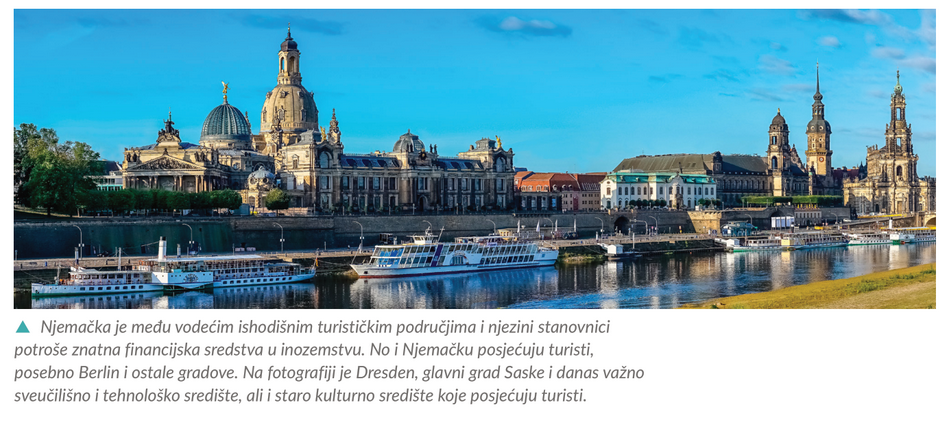 Njemačka je među vodećim ishodišnim turističkim područjima i njezini stanovnici
potroše znatna financijska sredstva u inozemstvu. No i Njemačku posjećuju turisti,
posebno Berlin i ostale gradove. Na fotografiji je Dresden, glavni grad Saske i danas važno
sveučilišno i tehnološko središte, ali i staro kulturno središte koje posjećuju turisti.